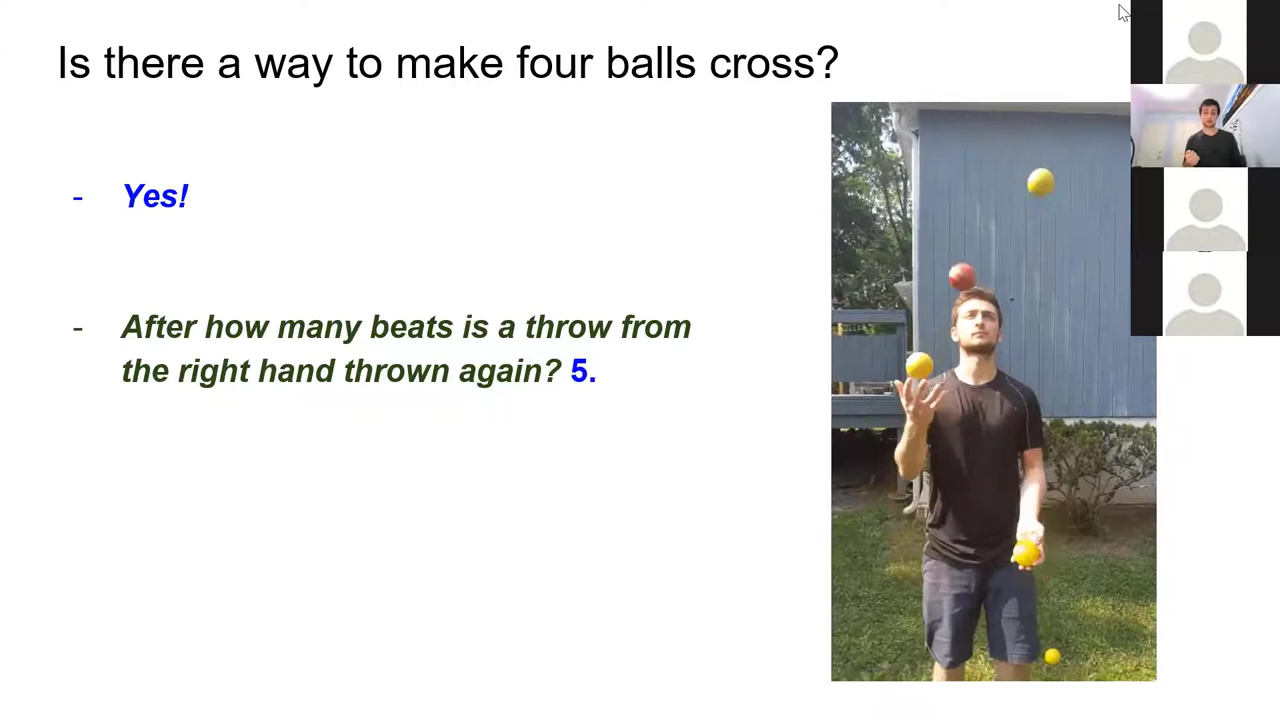 Is there a way to make four balls cross?
- Yes!
- After how many beats is a throw from
the right hand thrown again? 5.